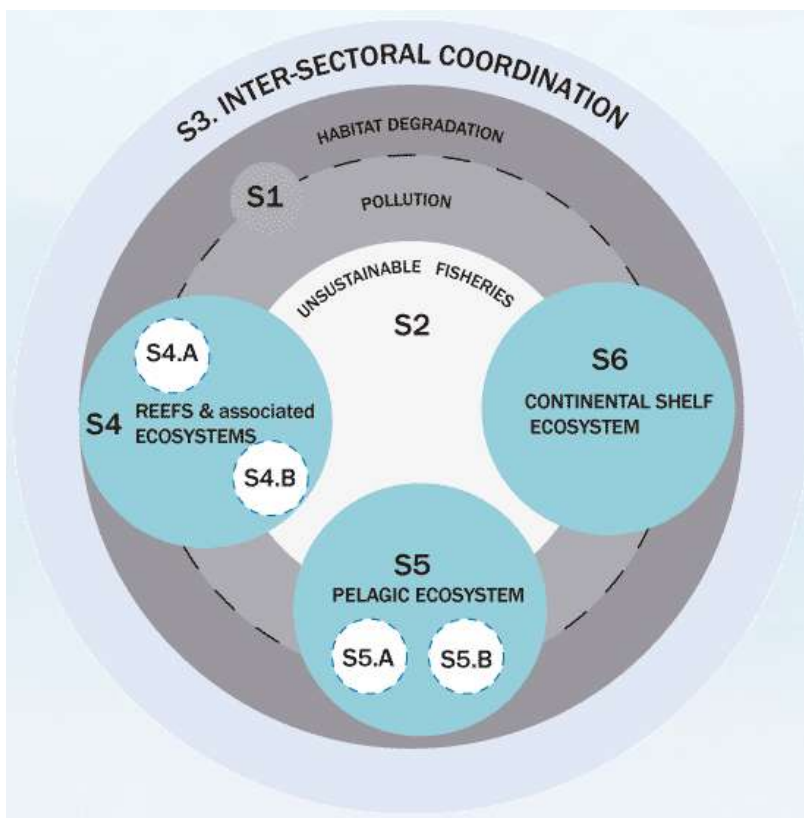 S3. INTER-SECTORAL COORDINATION
HABITAT DEGRADATION
S1
POLLUTION
UNSUSTAINABLE FISHERIES
S2
S4.A
S4
REEFS & associated
ECOSYSTEMS
S4.B
S6
CONTINENTAL SHELF
ECOSYSTEM
S5
PELAGIC ECOSYSTEM
S5.A
S5.B